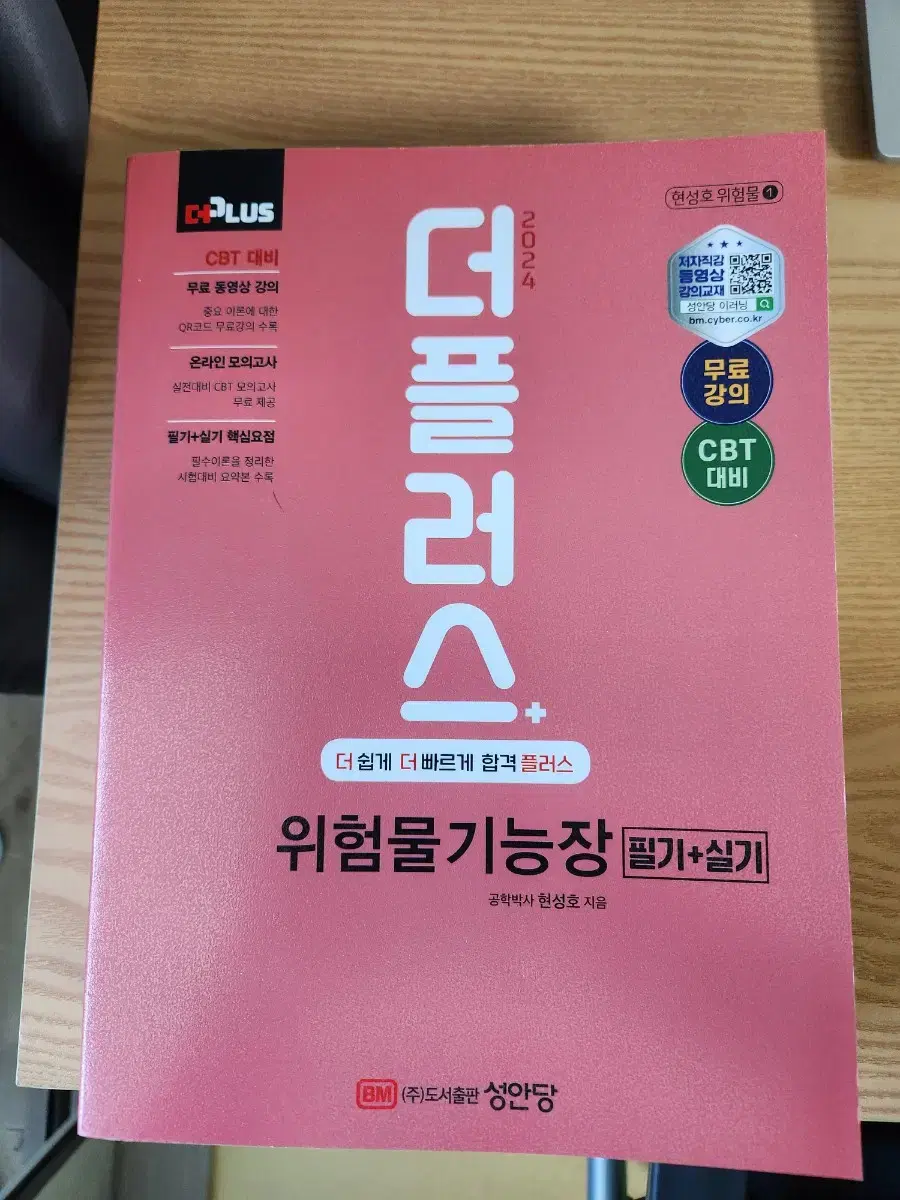 더PLUS
CBT 대비
무료 동영상 강의
중요 이론에 대한
QR코드 무료강의 수록
온라인 모의고사
실전대비 CBT 모의고사
무료 제공
필기+실기 핵심요점
필수이론을 정리한
시험대비 요약본 수록
2024
더플러스+
현성호 위험물 1
저자직강
동영상
강의교재
성안당 이러닝
bm.cyber.co.kr
무료
강의
CBT
대비
더 쉽게 더 빠르게 합격 플러스
위험물기능장 필기+실기
공학박사 현성호 지음
BM (주)도서출판 성안당